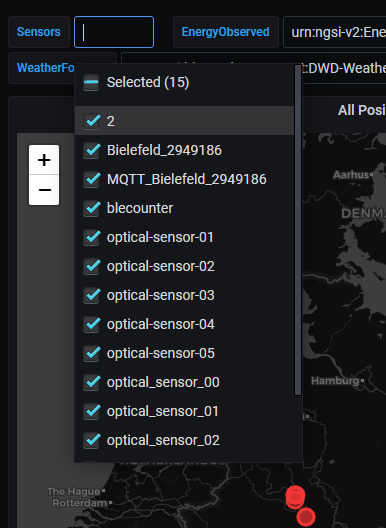 Sensors
EnergyObserved
urn:ngsi-v2:Ene
WeatherFo
t:DWD-Weathe
Selected (15)
All Posi
2
Bielefeld_2949186
MQTT_Bielefeld_2949186
blecounter
optical-sensor-01
optical-sensor-02
optical-sensor-03
optical-sensor-04
optical-sensor-05
optical_sensor_00
optical_sensor_01
optical_sensor_02
+
−
Aarhus
DENMA
Hamburg
The Hague
Rotterdam